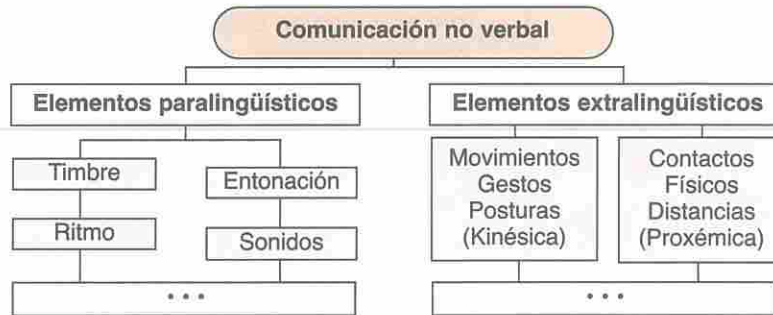 Comunicación no verbal
Elementos paralingüísticos
Elementos extralingüísticos
Timbre
Entonación
Ritmo
Sonidos
• • •
Movimientos
Gestos
Posturas
(Kinésica)
Contactos
Físicos
Distancias
(Proxémica)
• • •